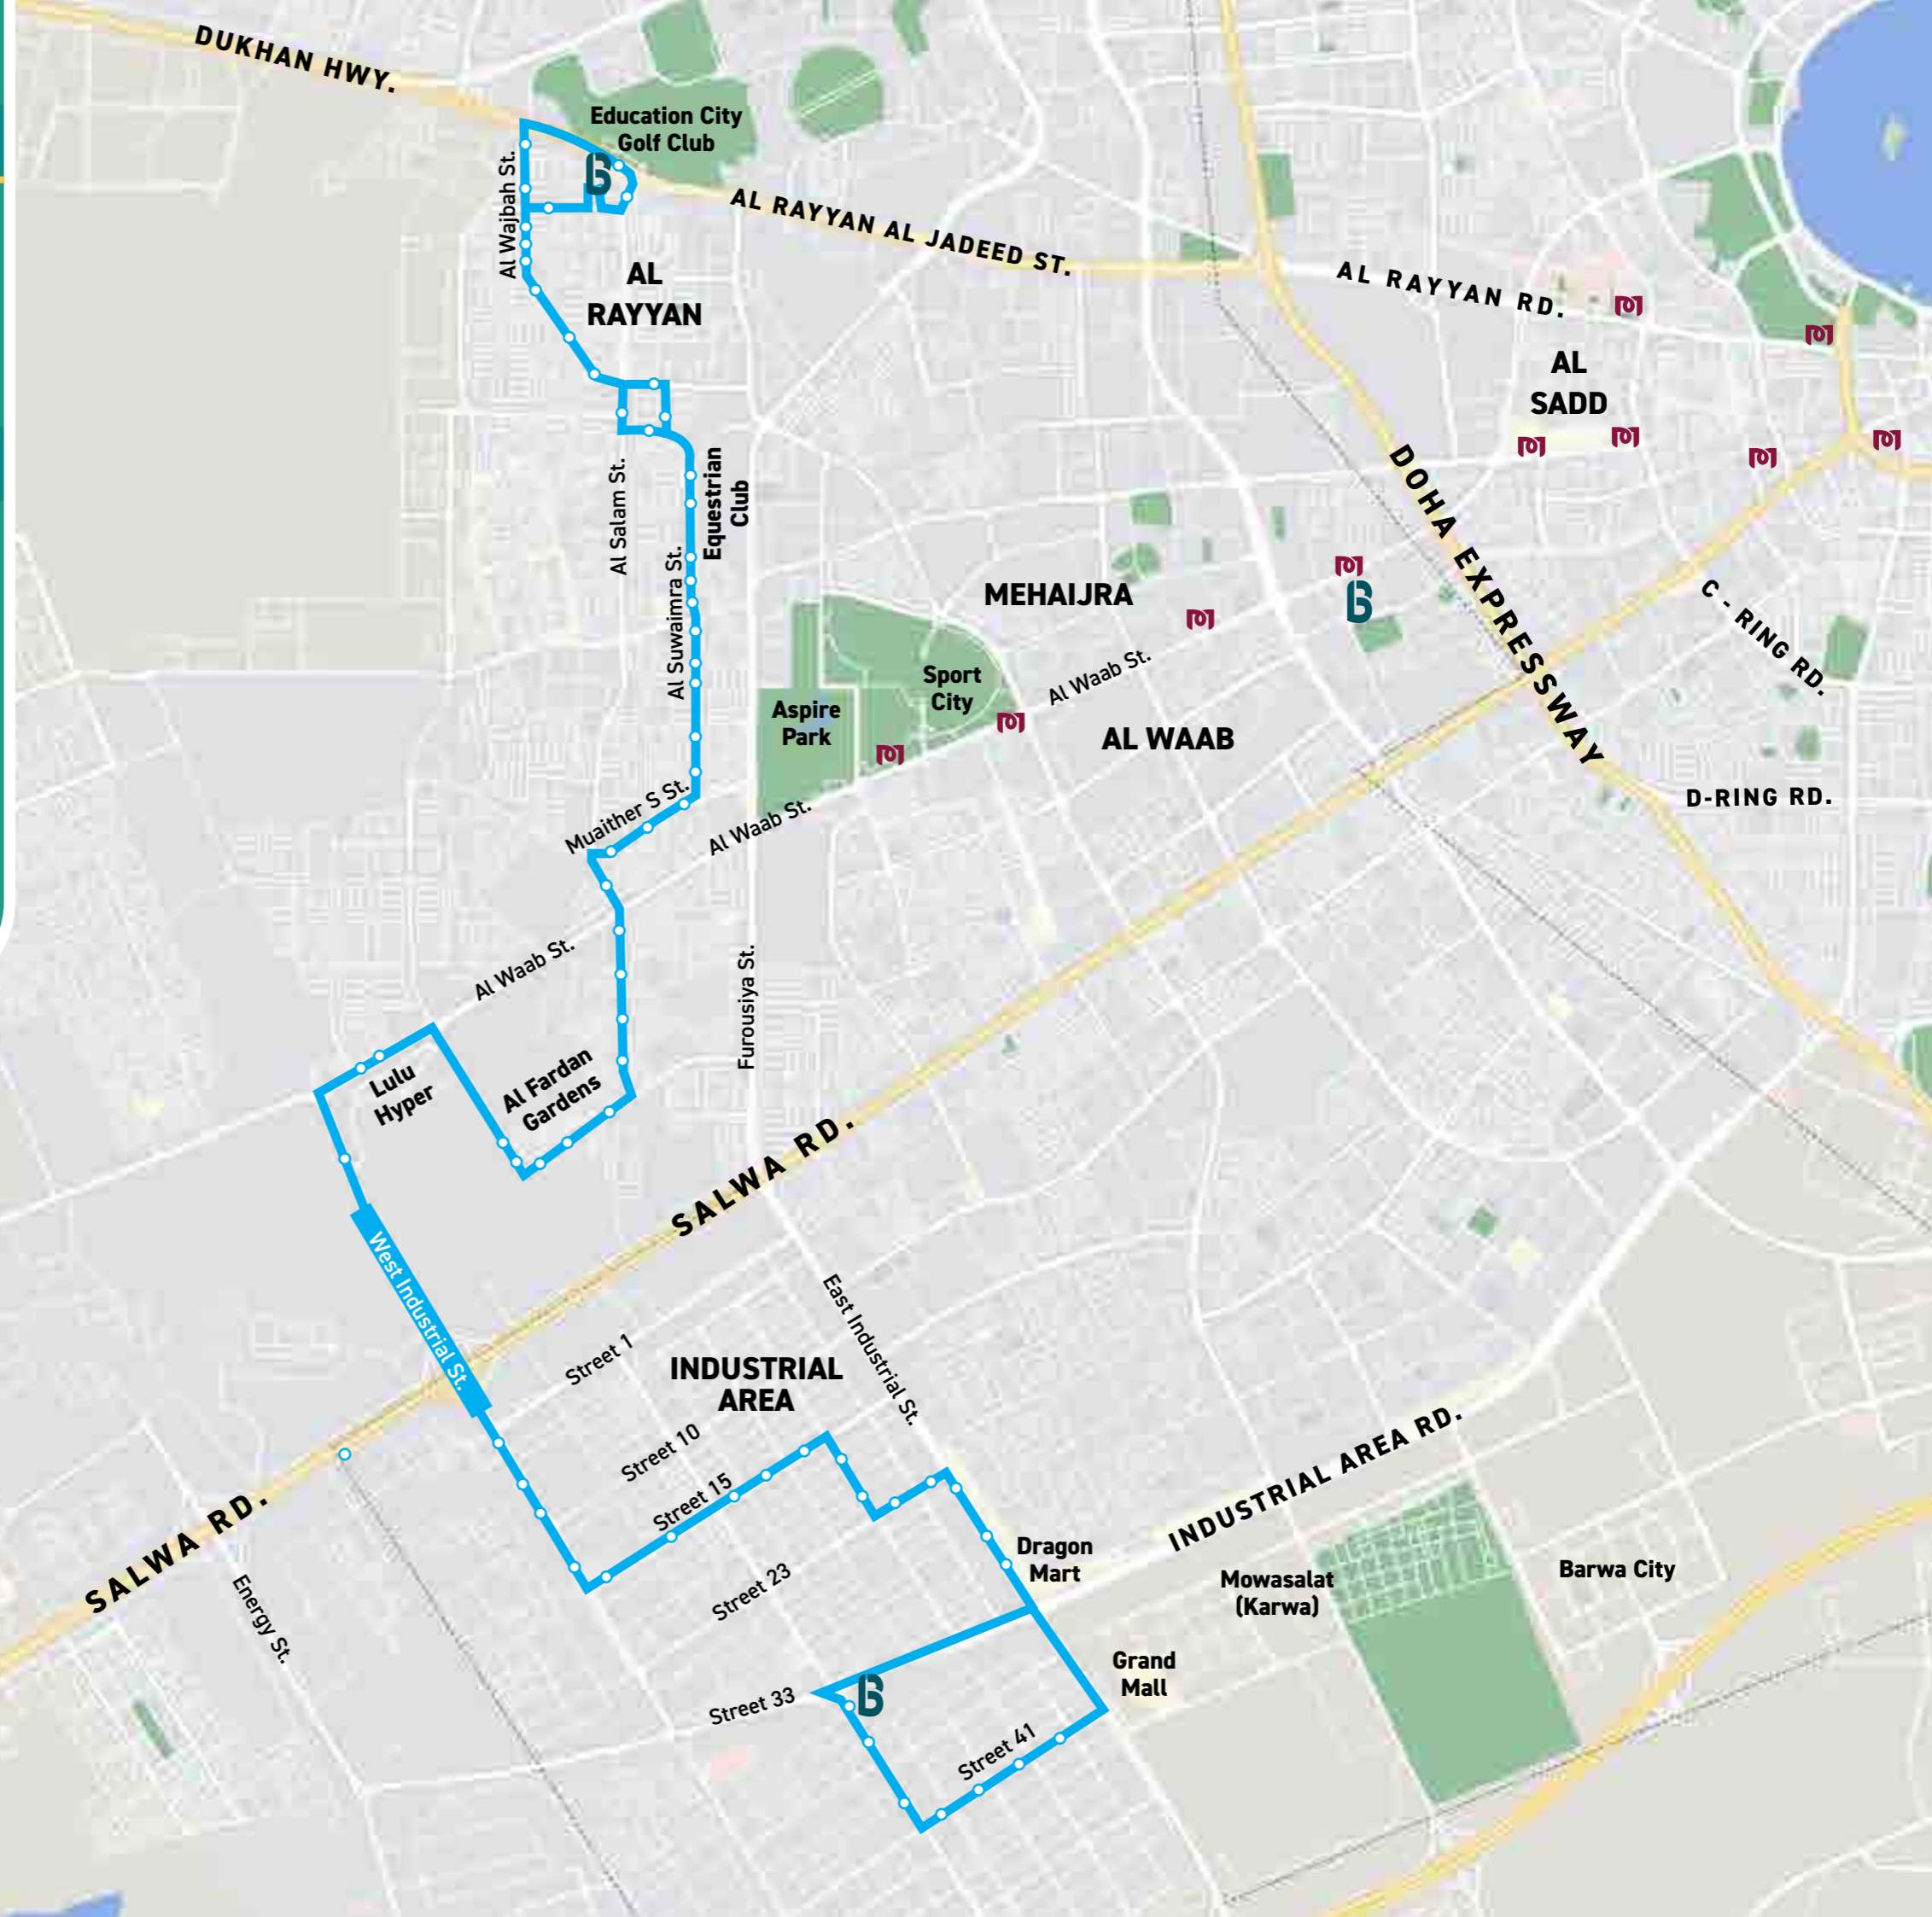 DUKHAN HWY.
Education City
Golf Club
B
Al Wajbah St.
AL RAYYAN AL JADEED ST.
AL
RAYYAN
AL RAYYAN RD.
AL
SADD
DOHA EXPRESSWAY
Al Salam St.
Equestrian
Club
Al Suwaimra St.
MEHAIJRA
B
C - RING RD.
Sport
City
Al Waab St.
Aspire
Park
AL WAAB
D-RING RD.
Muaither S St.
Al Waab St.
Al Waab St.
Furousiya St.
Lulu
Hyper
Al Fardan
Gardens
SALWA RD.
West Industrial St.
East Industrial St.
Street 1
INDUSTRIAL
AREA
Street 10
Street 15
INDUSTRIAL AREA RD.
SALWA RD.
Energy St.
Street 23
Dragon
Mart
Mowasalat
(Karwa)
Barwa City
Grand
Mall
Street 33
B
Street 41